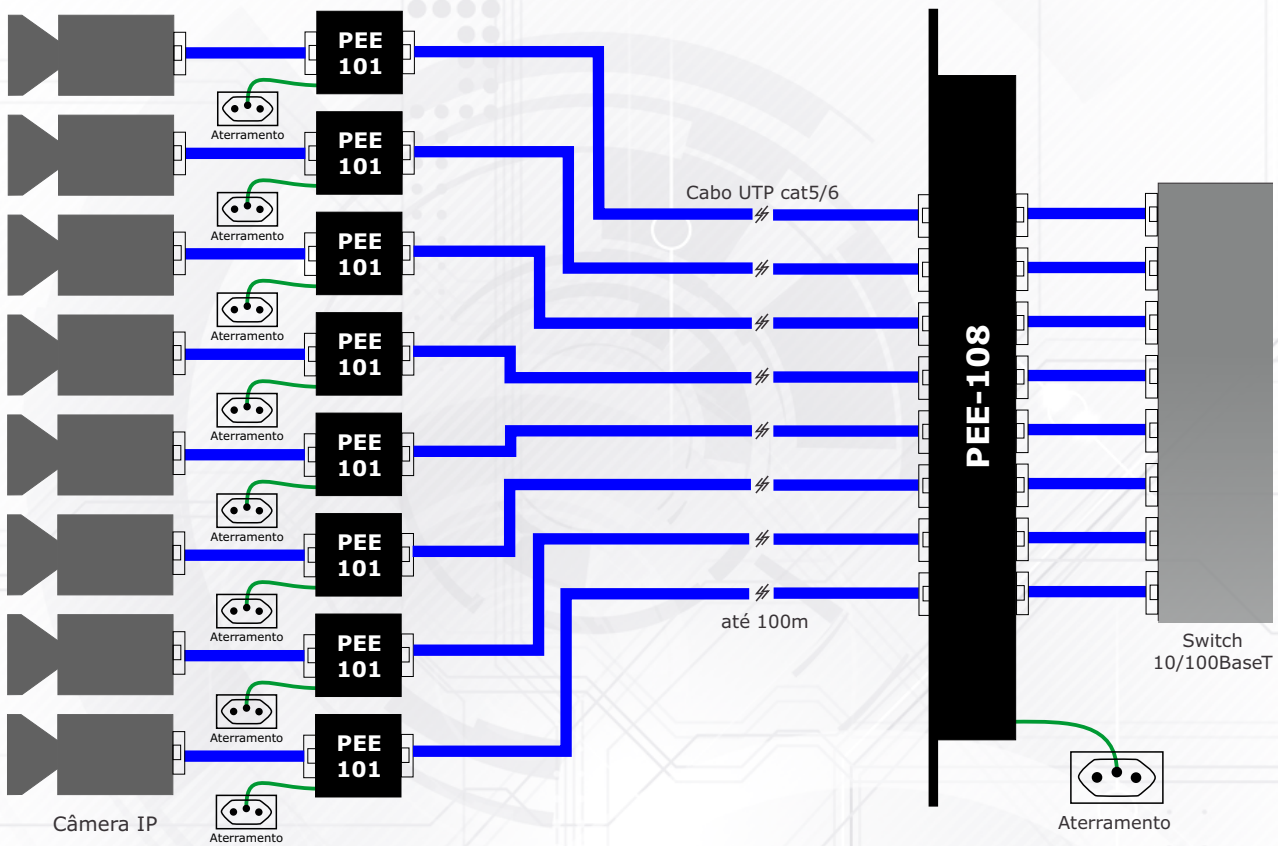 PEE
101
Aterramento
PEE
101
Aterramento
PEE
101
Aterramento
PEE
101
Aterramento
PEE
101
Aterramento
PEE
101
Aterramento
PEE
101
Aterramento
PEE
101
Aterramento
Câmera IP
Cabo UTP cat5/6
até 100m
PEE-108
Switch
10/100BaseT
Aterramento